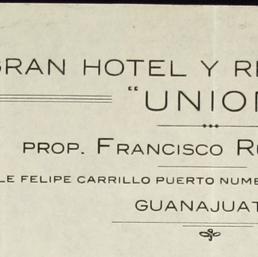 GRAN HOTEL Y RE
"UNION
PROP. FRANCISCO R
LE FELIPE CARRILLO PUERTO NUME
GUANAJUAT